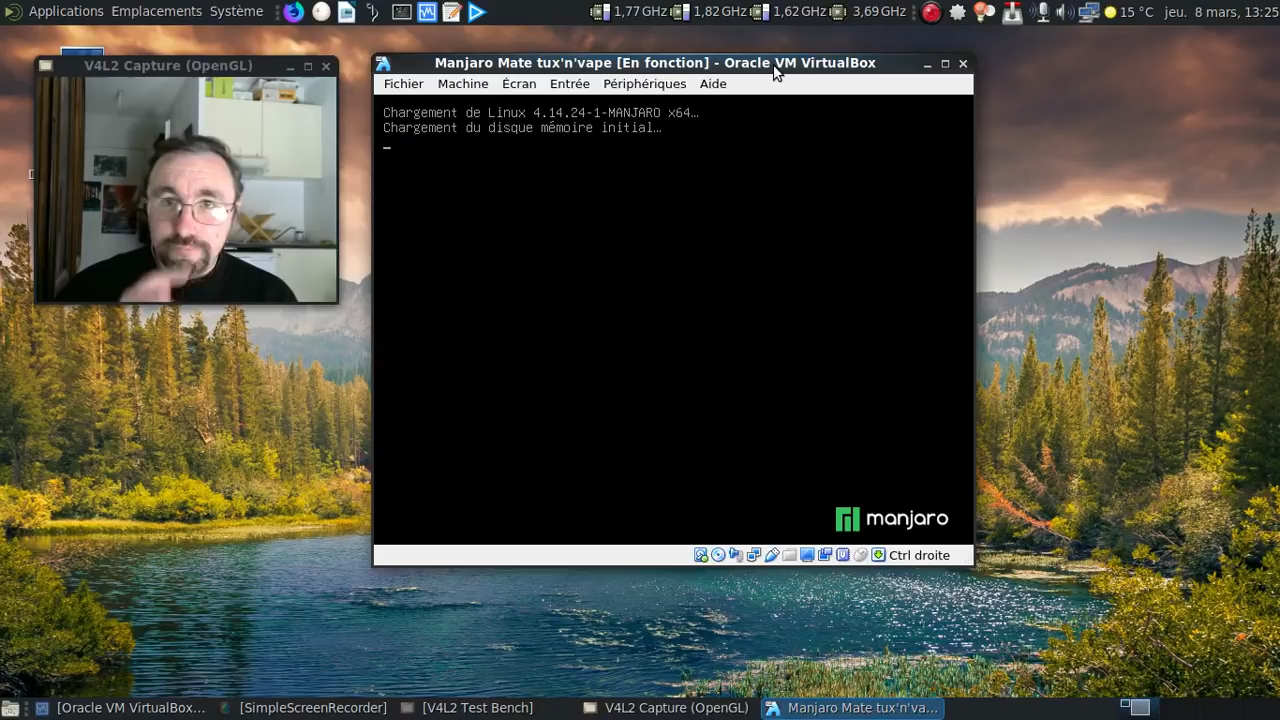 Applications Emplacements Système
1,77 GHz 1,82 GHz 1,62 GHz 3,69 GHz 15 °C jeu. 8 mars, 13:25
V4L2 Capture (OpenGL)
Manjaro Mate tux'n'vape [En fonction] - Oracle VM VirtualBox
Fichier Machine Écran Entrée Périphériques Aide
Chargement de Linux 4.14.24-1-MANJARO x64…
Chargement du disque mémoire initial…
manjaro
Ctrl droite
[Oracle VM VirtualBox... [SimpleScreenRecorder] [V4L2 Test Bench] V4L2 Capture (OpenGL) Manjaro Mate tux'n'va...